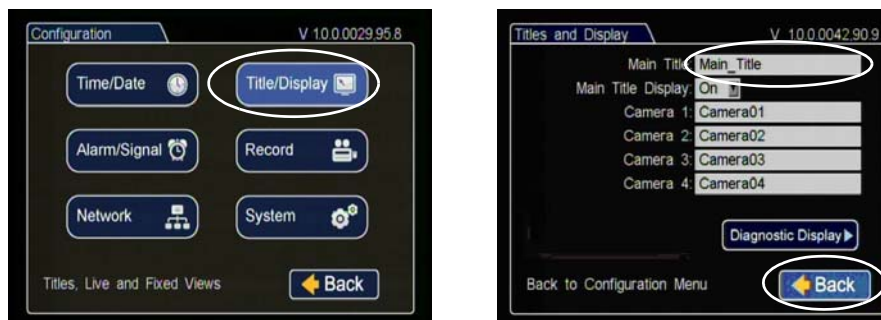 Configuration
V 1.0.0.0029,95.8
Time/Date
Title/Display
Alarm/Signal
Record
Network
System
Titles, Live and Fixed Views
Back
Titles and Display
V 1.0.0.0042,90.9
Main Title: Main_Title
Main Title Display: On
Camera 1: Camera01
Camera 2: Camera02
Camera 3: Camera03
Camera 4: Camera04
Diagnostic Display
Back to Configuration Menu
Back